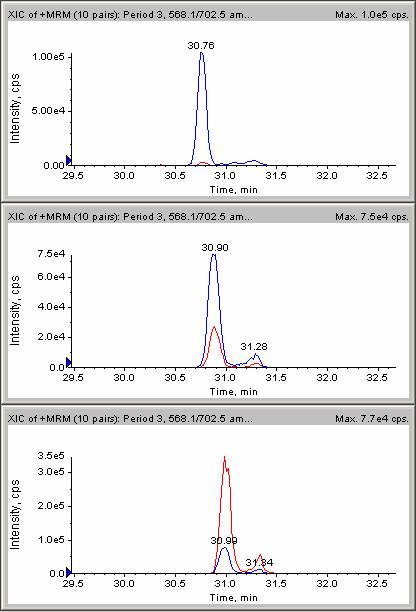 XIC of +MRM (10 pairs): Period 3, 568.1/702.5 am... Max. 1.0e5 cps.
30.76
1.00e5
5.00e4
0.00
Intensity, cps
29.5 30.0 30.5 31.0 31.5 32.0 32.5
Time, min
XIC of +MRM (10 pairs): Period 3, 568.1/702.5 am... Max. 7.5e4 cps.
30.90
7.5e4
6.0e4
4.0e4
31.28
2.0e4
0.0
Intensity, cps
29.5 30.0 30.5 31.0 31.5 32.0 32.5
Time, min
XIC of +MRM (10 pairs): Period 3, 568.1/702.5 am... Max. 7.7e4 cps.
3.5e5
3.0e5
2.0e5
1.0e5
30.99
31.34
0.0
Intensity, cps
29.5 30.0 30.5 31.0 31.5 32.0 32.5
Time, min